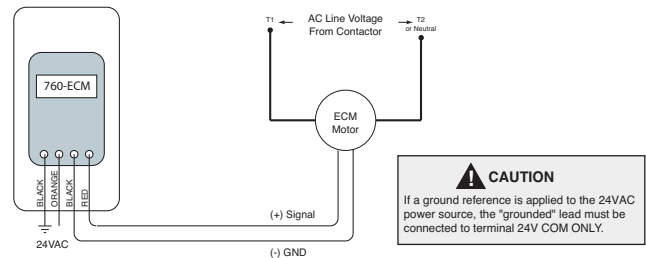 T1
AC Line Voltage
From Contactor
T2
or Neutral
760-ECM
ECM
Motor
BLACK
ORANGE
BLACK
RED
24VAC
(+) Signal
(-) GND
CAUTION
If a ground reference is applied to the 24VAC
power source, the "grounded" lead must be
connected to terminal 24V COM ONLY.